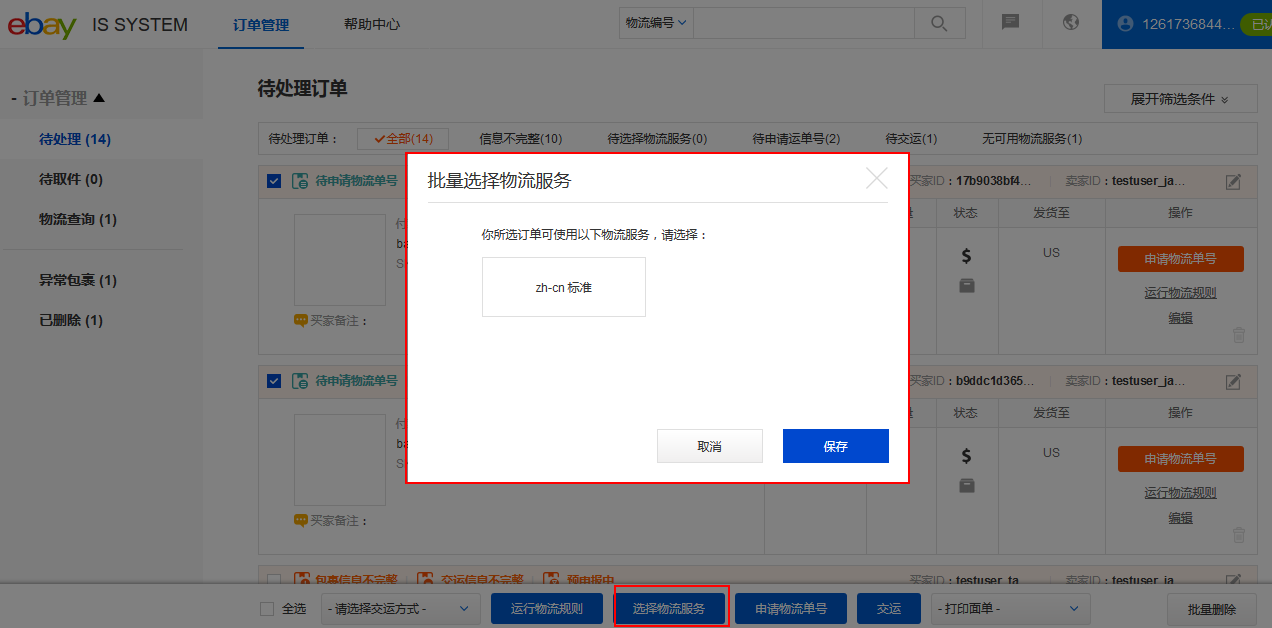 ebay IS SYSTEM 订单管理 帮助中心 物流编号 1261736844...
- 订单管理
待处理 (14)
待取件 (0)
物流查询 (1)
异常包裹 (1)
已删除 (1)
待处理订单
展开筛选条件
待处理订单： 全部(14) 信息不完整(10) 待选择物流服务(0) 待申请运单号(2) 待交运(1) 无可用物流服务(1)
待申请物流单号 买家ID：17b9038bf4... 卖家ID：testuser_ja...
状态 发货至 操作
付
ba
S
US
申请物流单号
运行物流规则
编辑
买家备注：
批量选择物流服务
你所选订单可使用以下物流服务，请选择：
zh-cn 标准
取消 保存
待申请物流单号 买家ID：b9ddc1d365... 卖家ID：testuser_ja...
状态 发货至 操作
付
ba
S
US
申请物流单号
运行物流规则
编辑
买家备注：
包裹信息不完整 交运信息不完整 预申报中 买家ID：testuser_ta... 卖家ID：testuser_ja...
全选 - 请选择交运方式 - 运行物流规则 选择物流服务 申请物流单号 交运 - 打印面单 - 批量删除